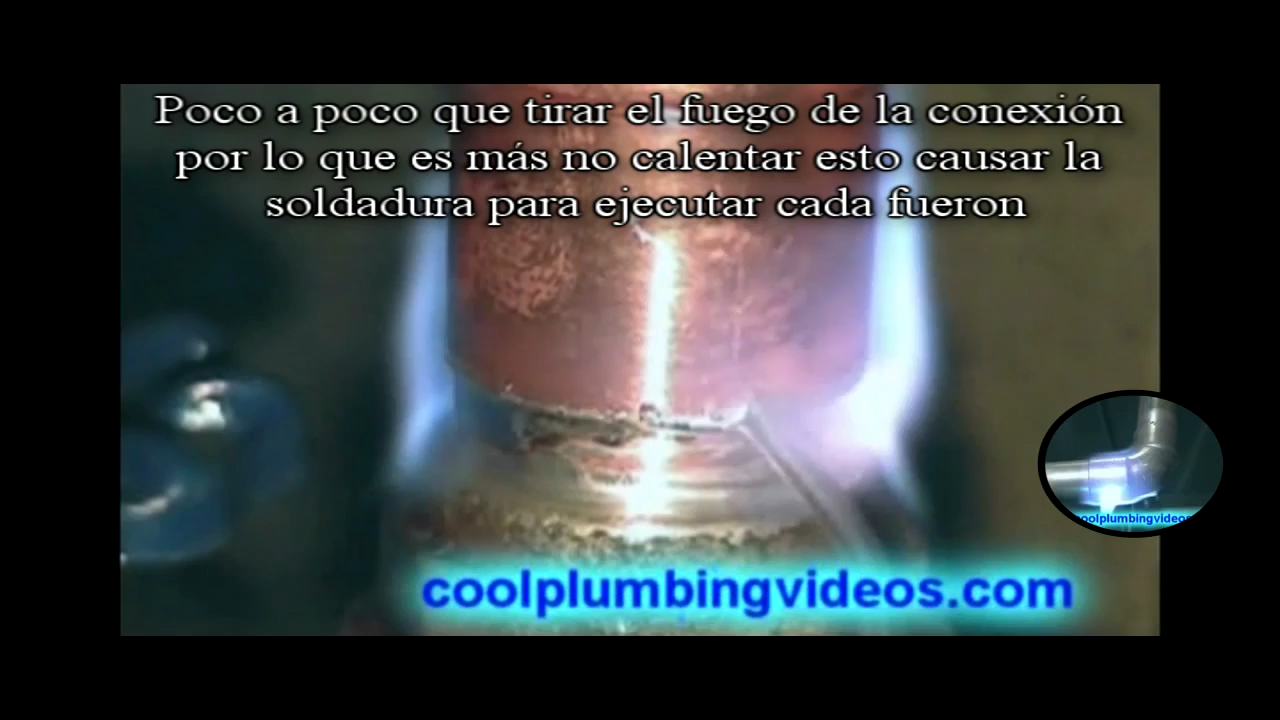 Poco a poco que tirar el fuego de la conexión
por lo que es más no calentar esto causar la
soldadura para ejecutar cada fueron
coolplumbingvideos.com
coolplumbingvideos